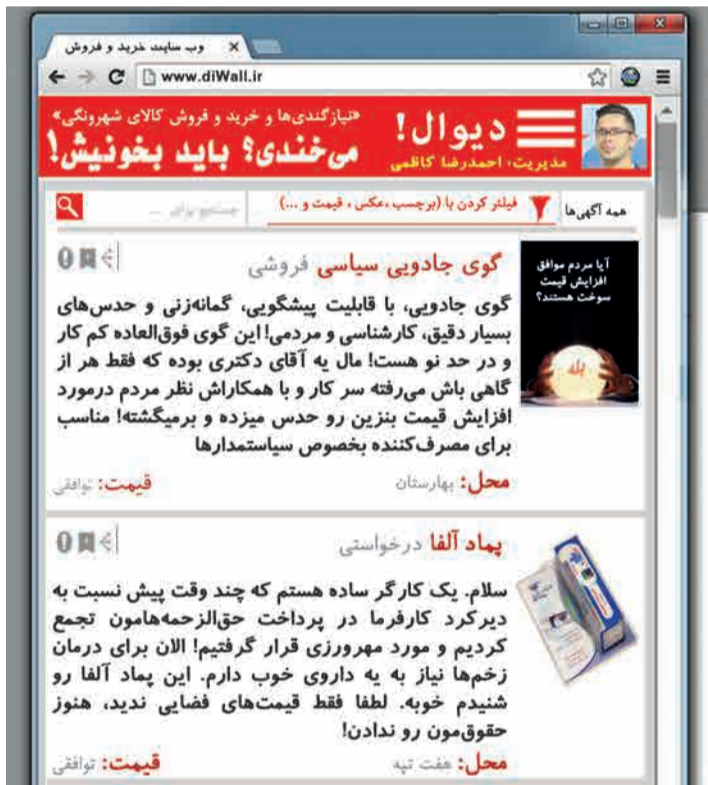 وب سایت خرید و فروش
www.diWall.ir
«نیازگندی‌ها و خرید و فروش کالای شهرونگی»
دیوال!
می‌خندی؟ باید بخونیش!
مدیریت: احمدرضا کاظمی
همه آگهی‌ها
فیلتر کردن با (برچسب ،عکس ، قیمت و ...)
جستجو برای ...
گوی جادویی سیاسی فروشی
آیا مردم موافق
افزایش قیمت
سوخت هستند؟
بله
گوی جادویی، با قابلیت پیشگویی، گمانه‌زنی و حدس‌های
بسیار دقیق، کارشناسی و مردمی! این گوی فوق‌العاده کم کار
و در حد نو هست! مال یه آقای دکتری بوده که فقط هر از
گاهی باش می‌رفته سر کار و با همکاراش نظر مردم درمورد
افزایش قیمت بنزین رو حدس میزده و برمیگشته! مناسب
برای مصرف‌کننده بخصوص سیاستمدارها
محل: بهارستان
قیمت: توافقی
پماد آلفا درخواستی
سلام. یک کارگر ساده هستم که چند وقت پیش نسبت به
دیرکرد کارفرما در پرداخت حق‌الزحمه‌هامون تجمع
کردیم و مورد مهرورزی قرار گرفتیم! الان برای درمان
زخم‌ها نیاز به یه داروی خوب دارم. این پماد آلفا رو
شنیدم خوبه. لطفا فقط قیمت‌های فضایی ندید، هنوز
حقوق‌مون رو ندادن!
محل: هفت تپه
قیمت: توافقی